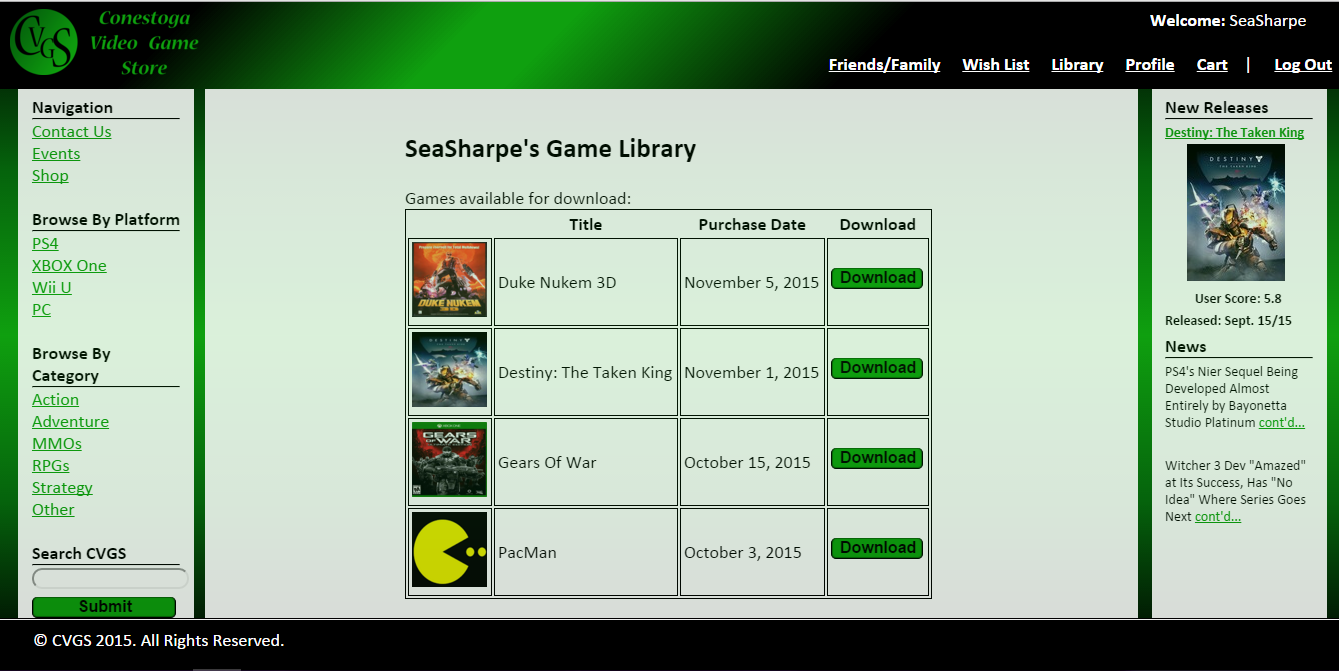 CVGS
Conestoga
Video Game
Store
Welcome: SeaSharpe
Friends/Family Wish List Library Profile Cart | Log Out
Navigation
Contact Us
Events
Shop
Browse By Platform
PS4
XBOX One
Wii U
PC
Browse By
Category
Action
Adventure
MMOs
RPGs
Strategy
Other
Search CVGS
Submit
SeaSharpe's Game Library
Games available for download:
Title Purchase Date Download
DUKE NUKEM
3D
Duke Nukem 3D November 5, 2015 Download
DESTINY
Destiny: The Taken King November 1, 2015 Download
GEARS
OF WAR
Gears Of War October 15, 2015 Download
PacMan October 3, 2015 Download
New Releases
Destiny: The Taken King
DESTINY
THE TAKEN KING
User Score: 5.8
Released: Sept. 15/15
News
PS4's Nier Sequel Being
Developed Almost
Entirely by Bayonetta
Studio Platinum cont'd...
Witcher 3 Dev "Amazed"
at Its Success, Has "No
Idea" Where Series Goes
Next cont'd...
© CVGS 2015. All Rights Reserved.